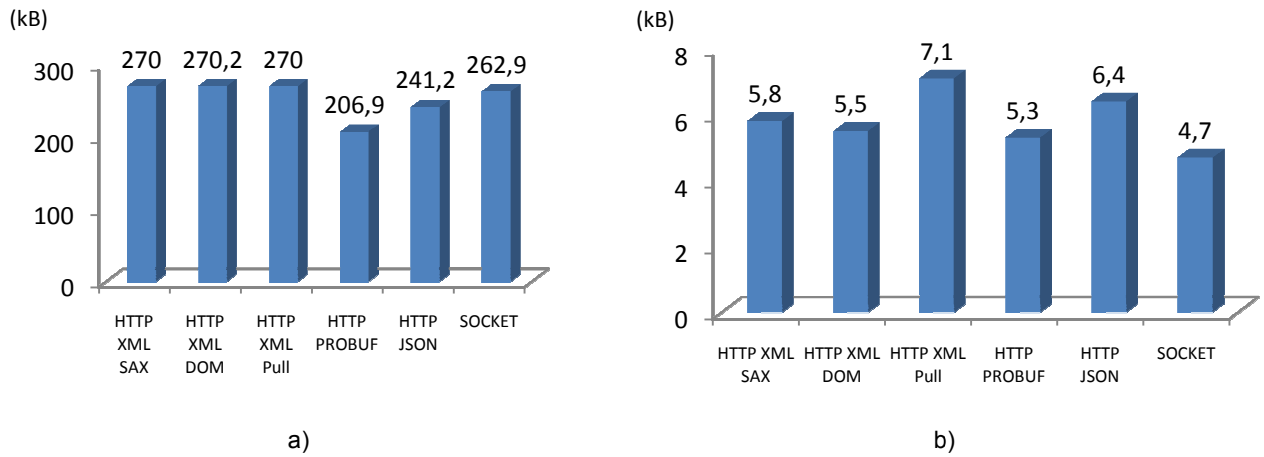 (kB)
270
270,2
270
206,9
241,2
262,9
300
200
100
0
HTTP
XML
SAX
HTTP
XML
DOM
HTTP
XML
Pull
HTTP
PROBUF
HTTP
JSON
SOCKET
a)
(kB)
5,8
5,5
7,1
5,3
6,4
4,7
8
6
4
2
0
HTTP XML
SAX
HTTP XML
DOM
HTTP XML
Pull
HTTP
PROBUF
HTTP
JSON
SOCKET
b)